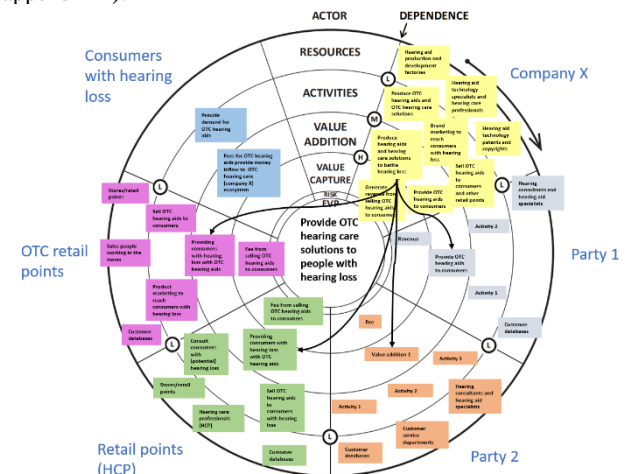 ACTOR
DEPENDENCE
RESOURCES
ACTIVITIES
VALUE
ADDITION
VALUE
CAPTURE
RISK
EVP
Provide OTC
hearing care
solutions to
people with
hearing loss
Consumers
with hearing
loss
Provide
demand for
OTC hearing
aids
Fees for OTC hearing
aids provide money
inflow to OTC
hearing care
(company X)
ecosystem
Company X
Hearing aid
production and
development
factories
Hearing aid
technology
specialists and
hearing care
professionals
Hearing aid
technology
patents and
copyrights
Produce OTC
hearing aids and
OTC hearing care
solutions
Brand
marketing to
reach
consumers with
hearing
loss
Sell OTC
hearing aids
to
consumers
and other
retail points
Produce
hearing aids
and hearing
care solutions
to battle
hearing loss
Provide OTC
hearing aids
to consumers
Generate
revenue from
selling OTC
hearing aids
to consumers
L
M
H
L
L
L
L
L
Party 1
Hearing
consultants and
hearing aid
specialists
Activity 2
Revenue
Provide OTC
hearing aids
to consumers
Activity 1
Customer
databases
OTC retail
points
Stores/retail
points
Sell OTC
hearing aids to
consumers
Sales people
working in the
stores
Providing
consumers
with hearing
loss with OTC
hearing aids
Fee from
selling OTC
hearing aids to
consumers
Product
marketing to
reach
consumers with
hearing loss
Customer
databases
Retail points
(HCP)
Fee from selling
OTC hearing aids
to consumers
Providing
consumers with
hearing loss
with OTC
hearing aids
Consult
consumers
with
(potential)
hearing loss
Stores/retail
points
Hearing care
professionals
(HCP)
Sell OTC
hearing aids
to
consumers
with hearing
loss
Customer
databases
Party 2
Fee
Value addition 1
Activity 3
Activity 2
Activity 1
Hearing
consultants and
hearing aid
specialists
Customer
service
departments
Customer
databases